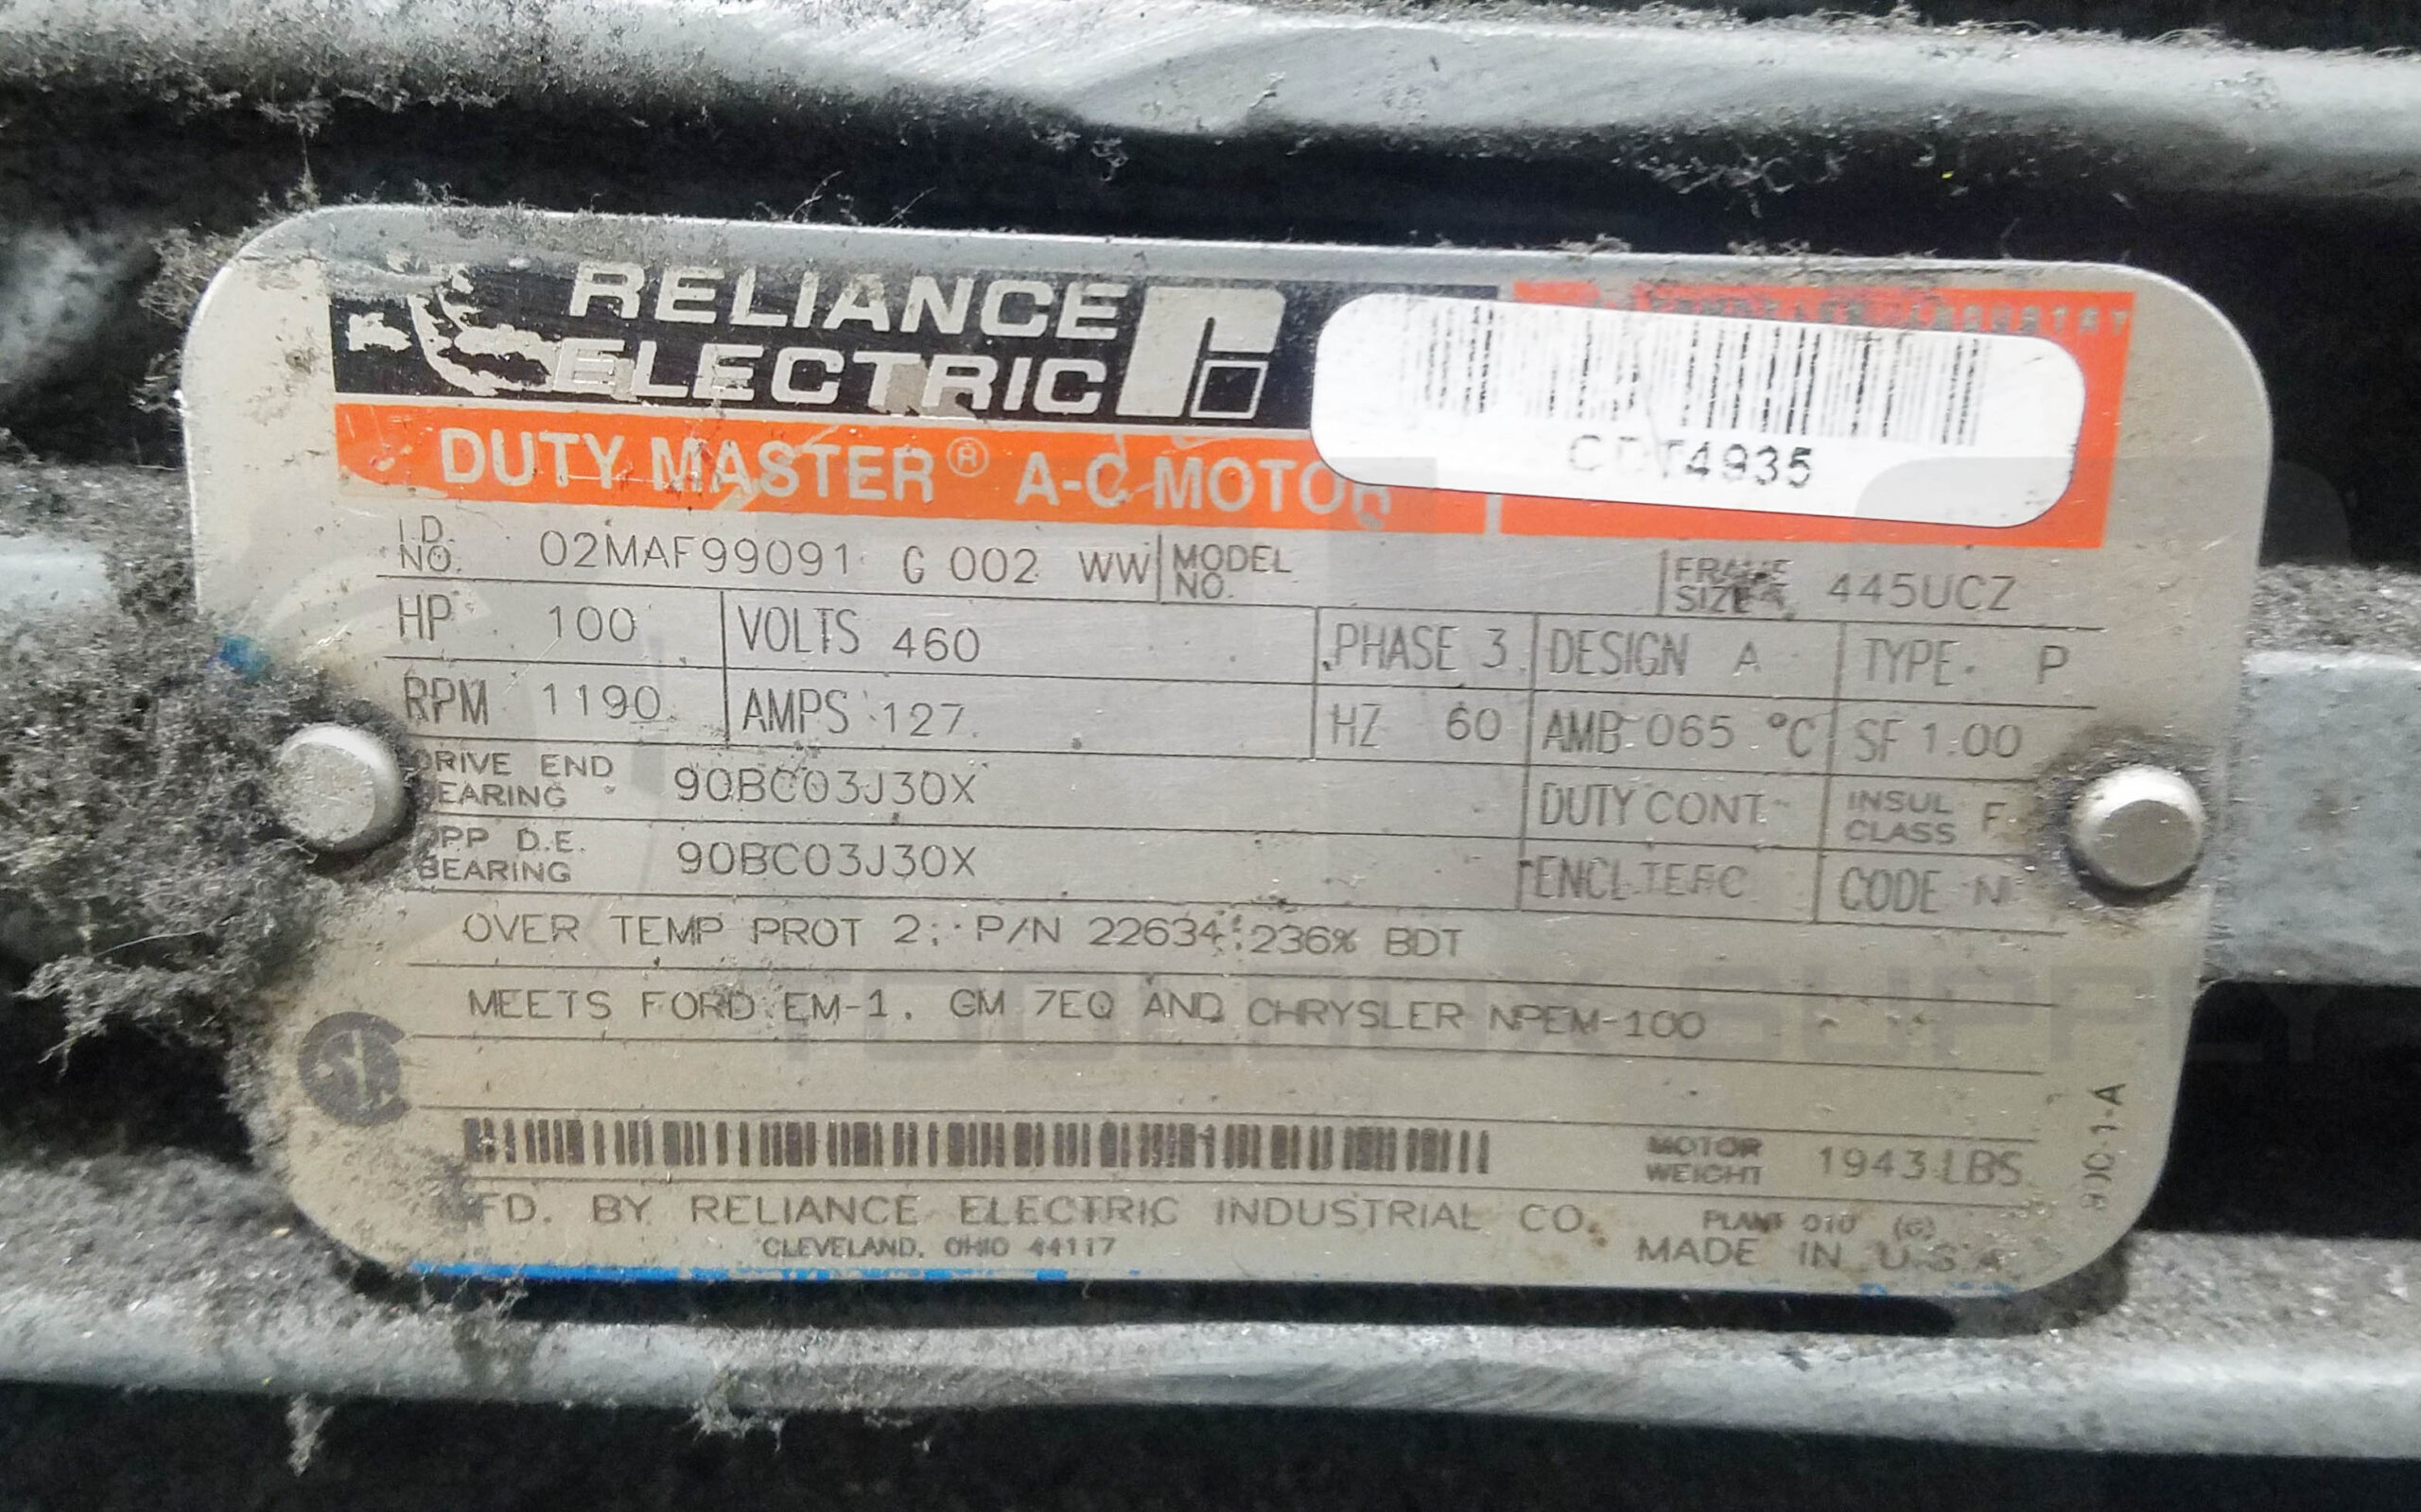 RELIANCE
ELECTRIC
DUTY MASTER® A-C MOTOR
T4935
I.D. NO. 02MAF99091 G 002 WW MODEL NO. FRAME SIZE 445UCZ
HP 100 VOLTS 460 PHASE 3 DESIGN A TYPE P
RPM 1190 AMPS 127. HZ 60 AMB 065 °C SF 1.00
DRIVE END BEARING 90BC03J30X DUTY CONT INSUL CLASS F
OPP D.E. BEARING 90BC03J30X ENCL TEFC CODE N
OVER TEMP PROT 2; P/N 22634; 236% BDT
MEETS FORD EM-1, GM 7EQ AND CHRYSLER NPEM-100
MOTOR WEIGHT 1943 LBS
MFD. BY RELIANCE ELECTRIC INDUSTRIAL CO.
PLANT 010 (G)
CLEVELAND, OHIO 44117
MADE IN U.S.A.
TOOLBOX SUPPLY